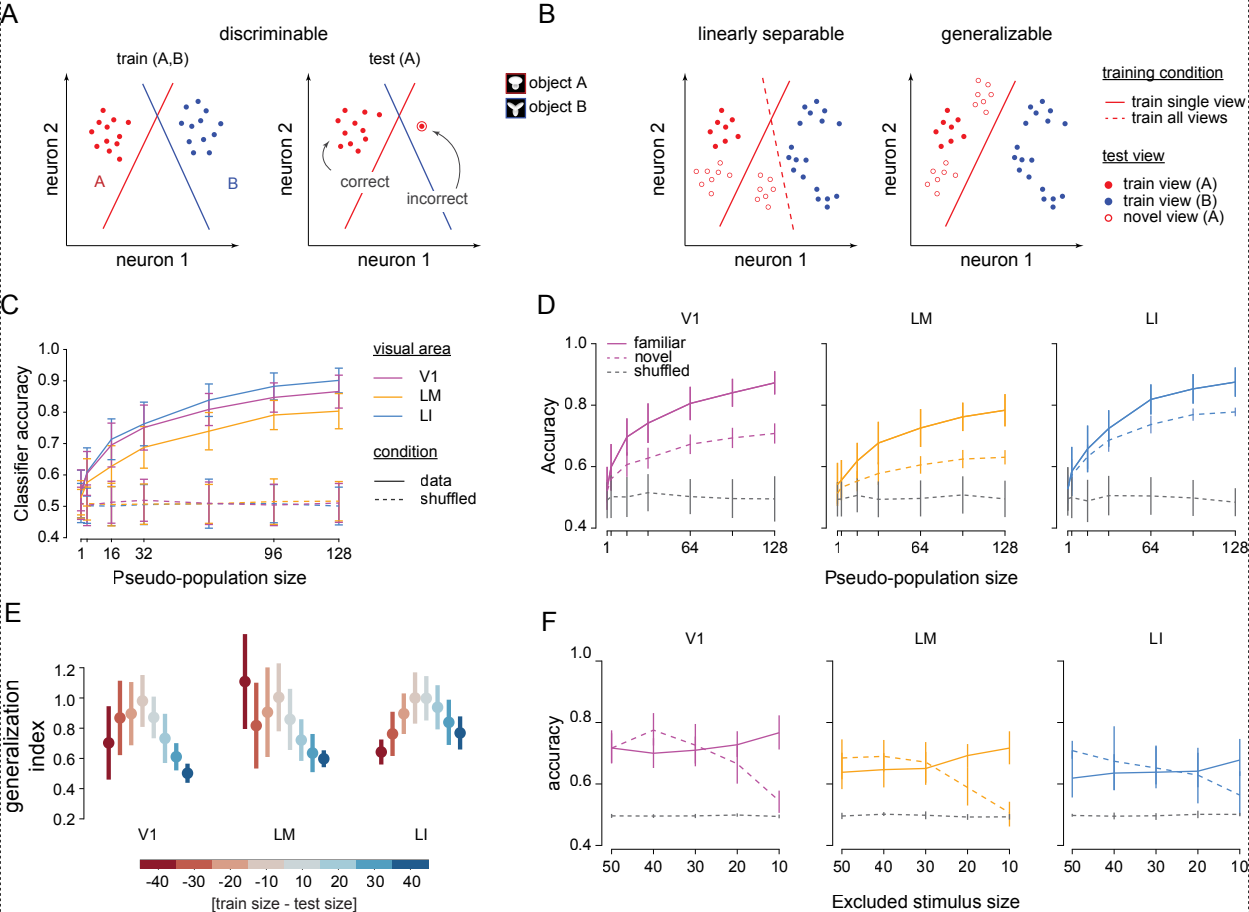 A
discriminable
train (A,B)
test (A)
neuron 2
A
B
neuron 1
neuron 2
correct
incorrect
neuron 1
object A
object B
B
linearly separable
generalizable
neuron 2
neuron 1
neuron 2
neuron 1
training condition
train single view
train all views
test view
train view (A)
train view (B)
novel view (A)
C
Classifier accuracy
1.0
0.9
0.8
0.7
0.6
0.5
0.4
1 16 32 96 128
Pseudo-population size
visual area
V1
LM
LI
condition
data
shuffled
D
V1
LM
LI
familiar
novel
shuffled
Accuracy
1.0
0.8
0.6
0.4
1 64 128
1 64 128
1 64 128
Pseudo-population size
E
generalization
index
1.2
1.0
0.8
0.6
0.4
0.2
V1
LM
LI
-40 -30 -20 -10 10 20 30 40
[train size - test size]
F
V1
LM
LI
accuracy
1.0
0.8
0.6
0.4
50 40 30 20 10
50 40 30 20 10
50 40 30 20 10
Excluded stimulus size